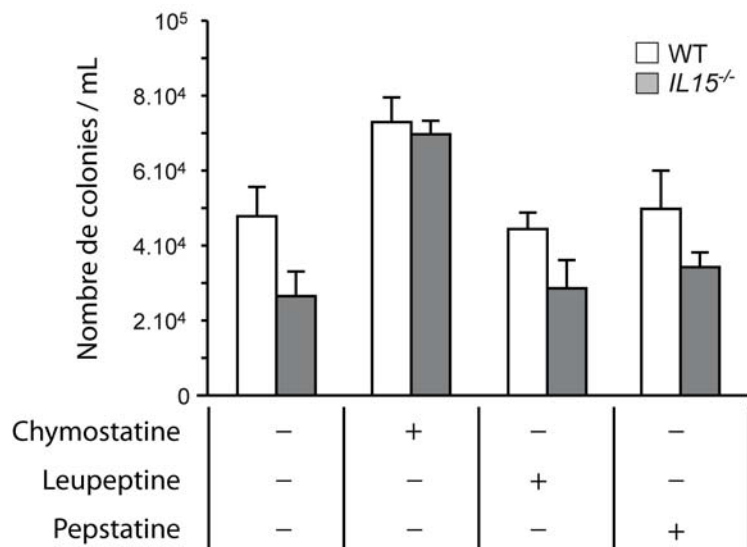 Nombre de colonies / mL
10⁵
8.10⁴
6.10⁴
4.10⁴
2.10⁴
0
WT
IL15⁻/⁻
Chymostatine – + – –
Leupeptine – – + –
Pepstatine – – – +